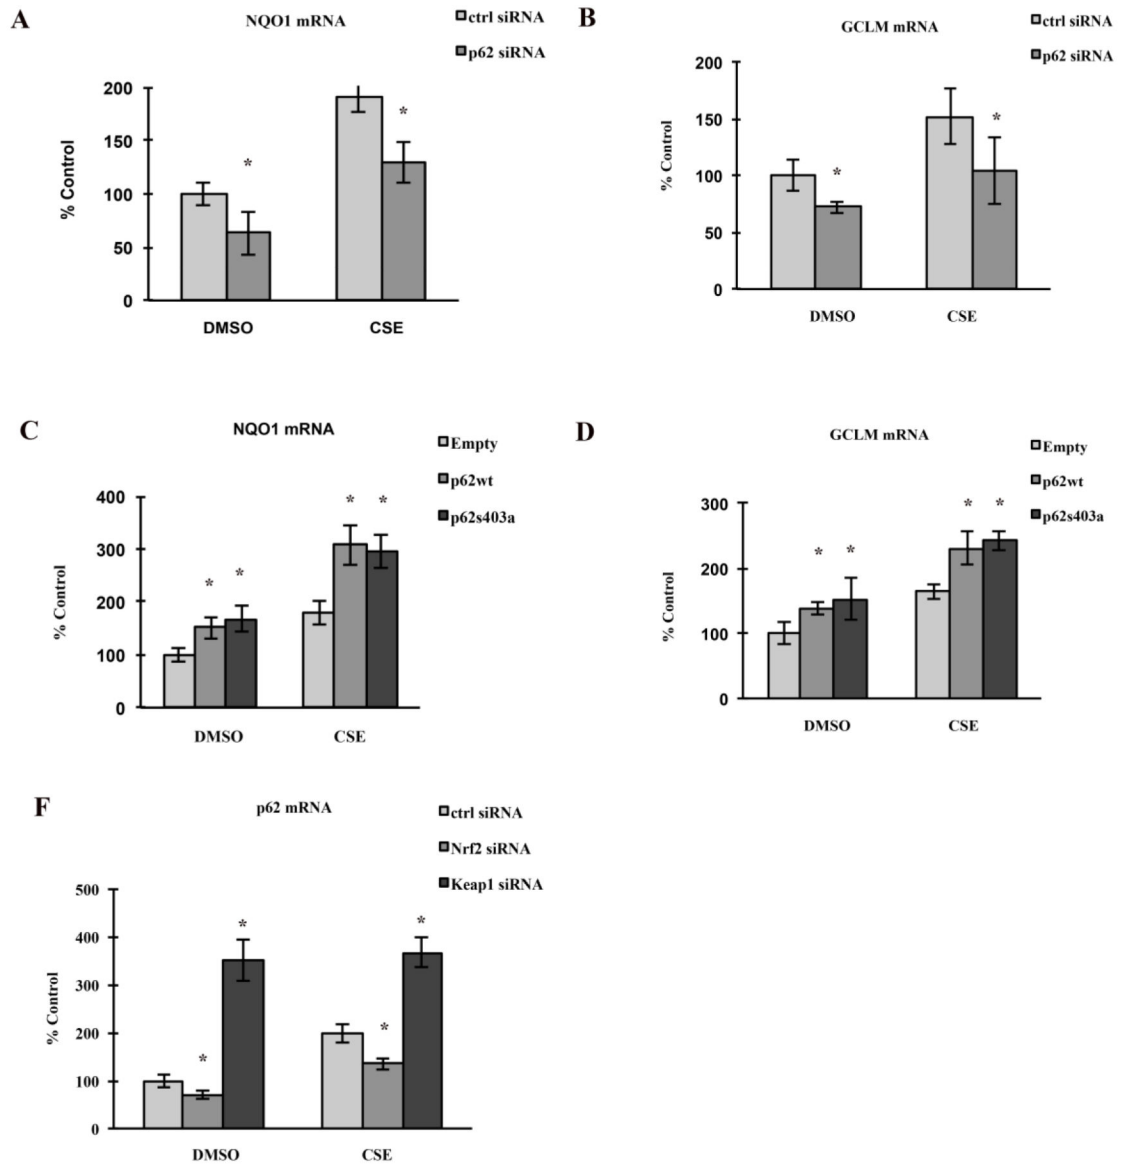 A
NQO1 mRNA
ctrl siRNA
p62 siRNA
% Control
200
150
100
50
0
*
*
DMSO
CSE
B
GCLM mRNA
ctrl siRNA
p62 siRNA
% Control
200
150
100
50
0
*
*
DMSO
CSE
C
NQO1 mRNA
Empty
p62wt
p62s403a
% Control
400
300
200
100
0
*
*
*
*
DMSO
CSE
D
GCLM mRNA
Empty
p62wt
p62s403a
% Control
300
200
100
0
*
*
*
*
DMSO
CSE
F
p62 mRNA
ctrl siRNA
Nrf2 siRNA
Keap1 siRNA
% Control
500
400
300
200
100
0
*
*
*
*
DMSO
CSE